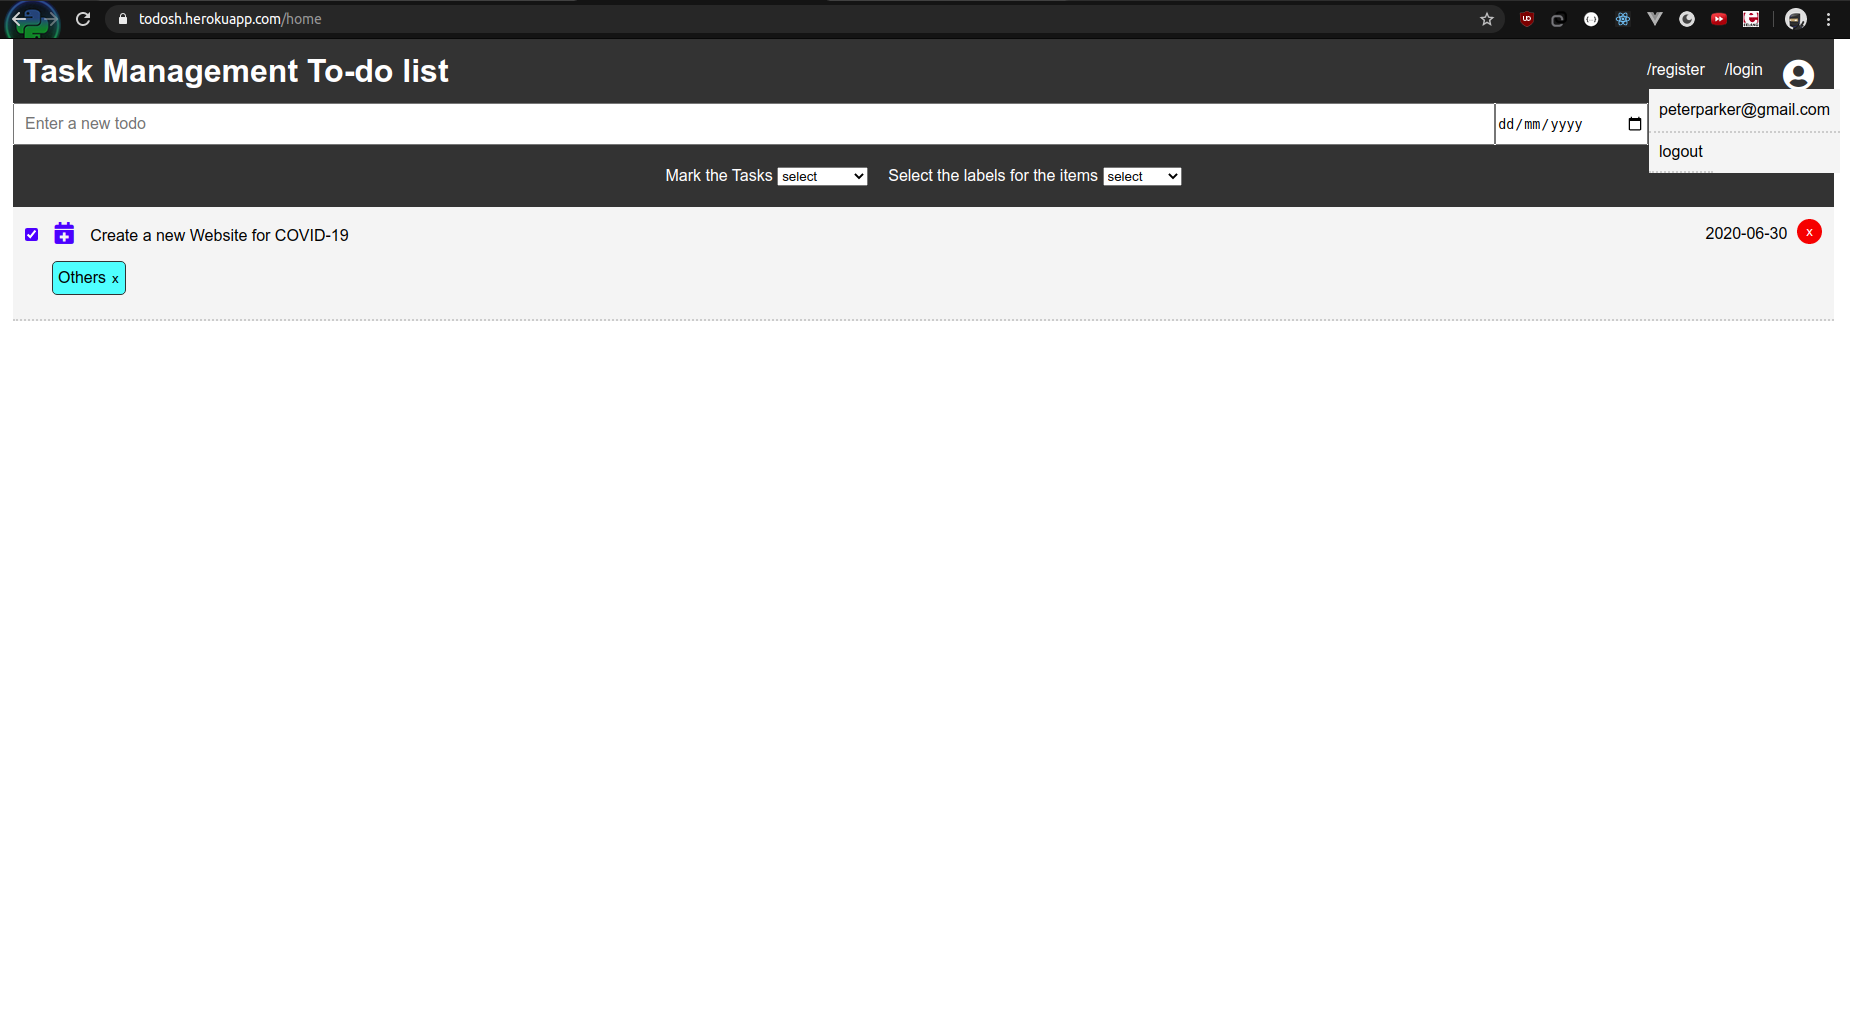 todosh.herokuapp.com/home
Task Management To-do list
/register /login
peterparker@gmail.com
logout
Enter a new todo
dd/mm/yyyy
Mark the Tasks select Select the labels for the items select
Create a new Website for COVID-19
2020-06-30 x
Others x